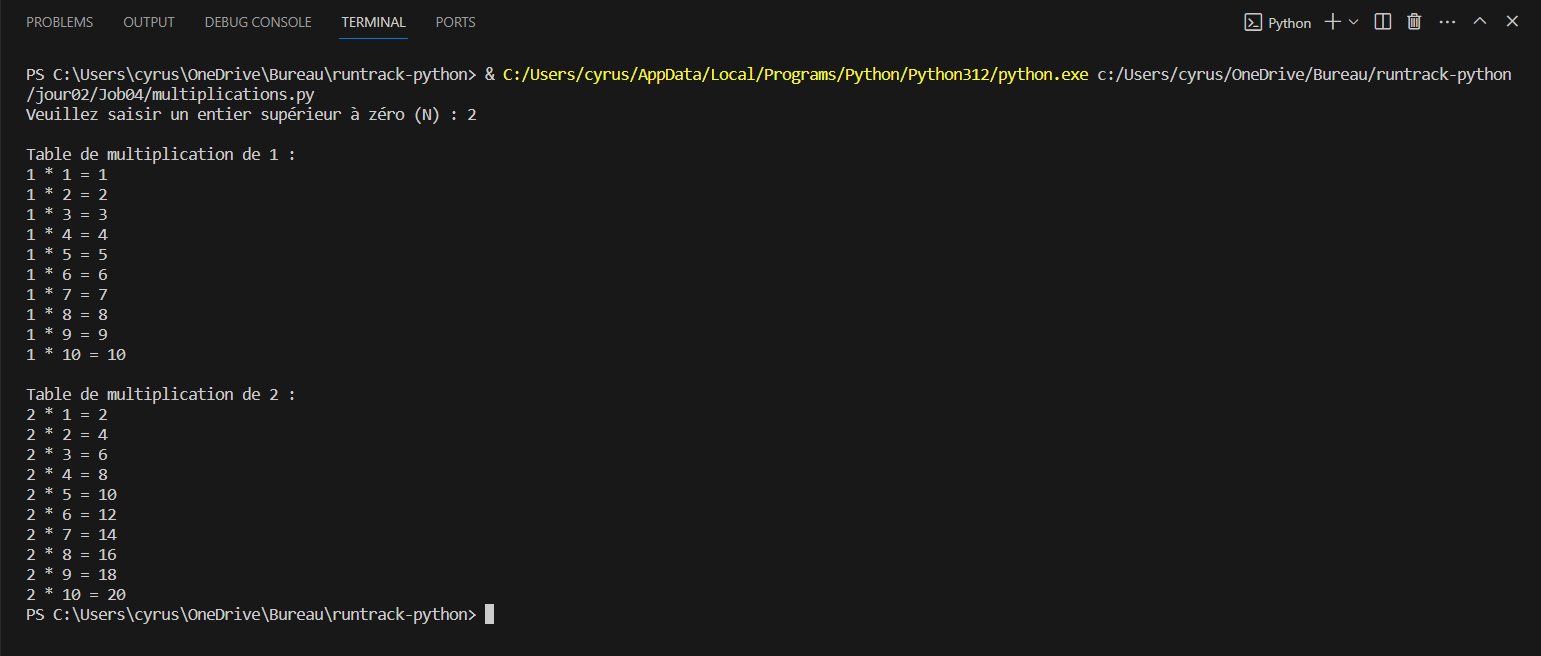 PROBLEMS OUTPUT DEBUG CONSOLE TERMINAL PORTS Python
PS C:\Users\cyrus\OneDrive\Bureau\runtrack-python> & C:/Users/cyrus/AppData/Local/Programs/Python/Python312/python.exe c:/Users/cyrus/OneDrive/Bureau/runtrack-python
/jour02/Job04/multiplications.py
Veuillez saisir un entier supérieur à zéro (N) : 2
Table de multiplication de 1 :
1 * 1 = 1
1 * 2 = 2
1 * 3 = 3
1 * 4 = 4
1 * 5 = 5
1 * 6 = 6
1 * 7 = 7
1 * 8 = 8
1 * 9 = 9
1 * 10 = 10
Table de multiplication de 2 :
2 * 1 = 2
2 * 2 = 4
2 * 3 = 6
2 * 4 = 8
2 * 5 = 10
2 * 6 = 12
2 * 7 = 14
2 * 8 = 16
2 * 9 = 18
2 * 10 = 20
PS C:\Users\cyrus\OneDrive\Bureau\runtrack-python>